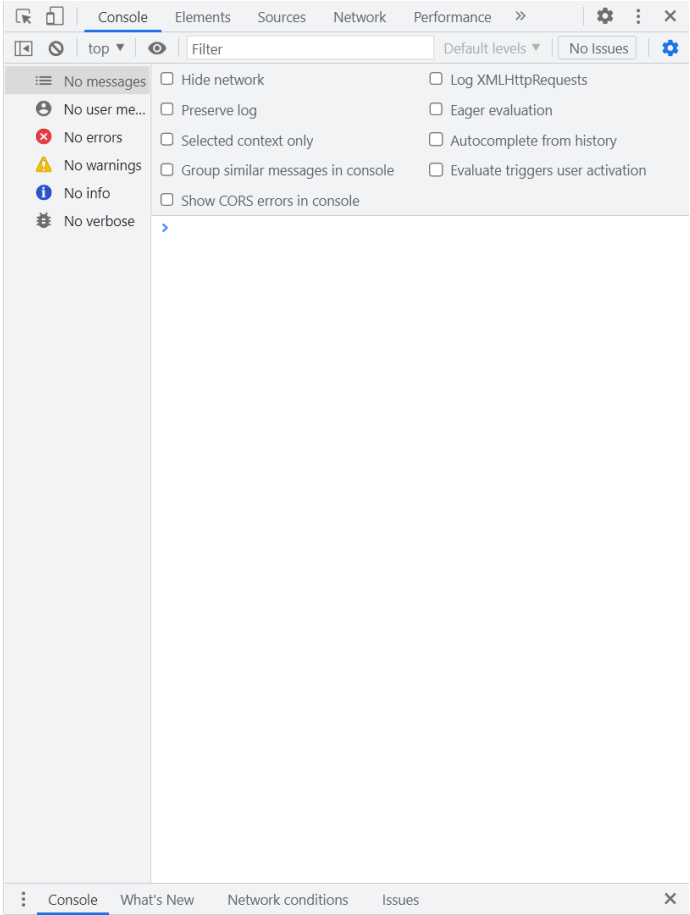 Console Elements Sources Network Performance
top Filter Default levels No Issues
No messages
No user me...
No errors
No warnings
No info
No verbose
Hide network Log XMLHttpRequests
Preserve log Eager evaluation
Selected context only Autocomplete from history
Group similar messages in console Evaluate triggers user activation
Show CORS errors in console
Console What's New Network conditions Issues